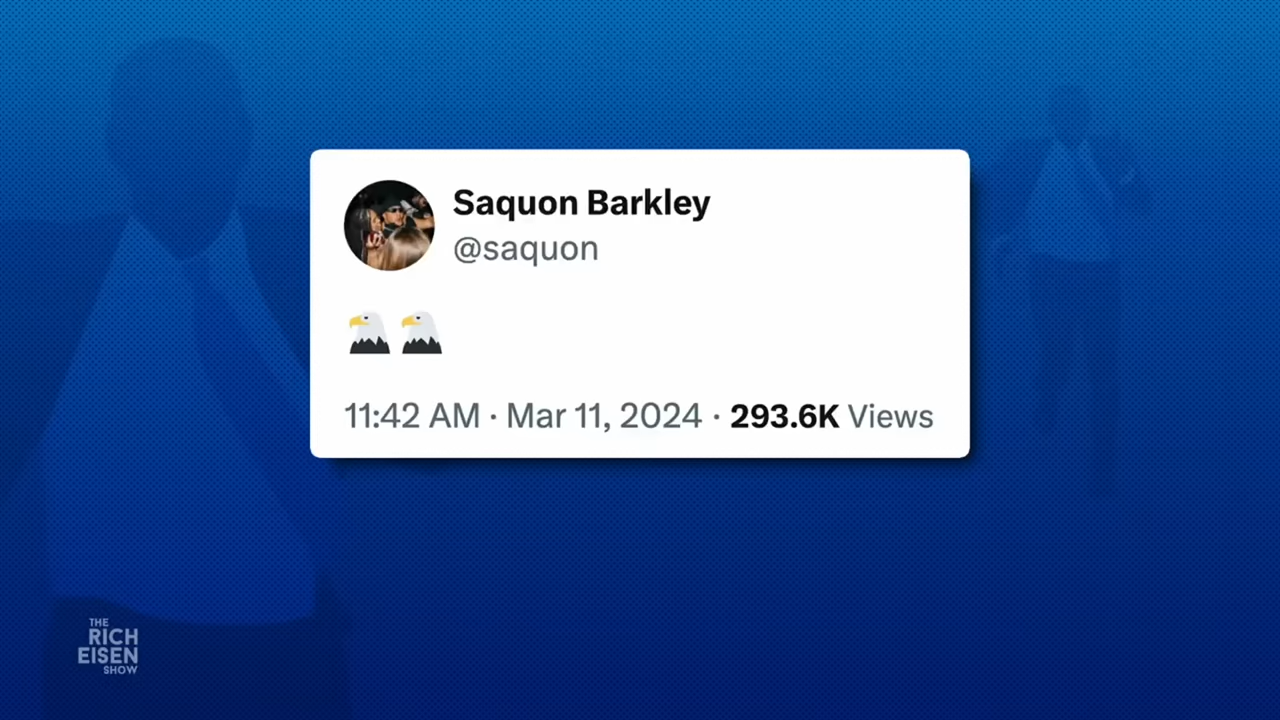 Saquon Barkley
@saquon
🦅 🦅
11:42 AM · Mar 11, 2024 · 293.6K Views
THE
RICH
EISEN
SHOW